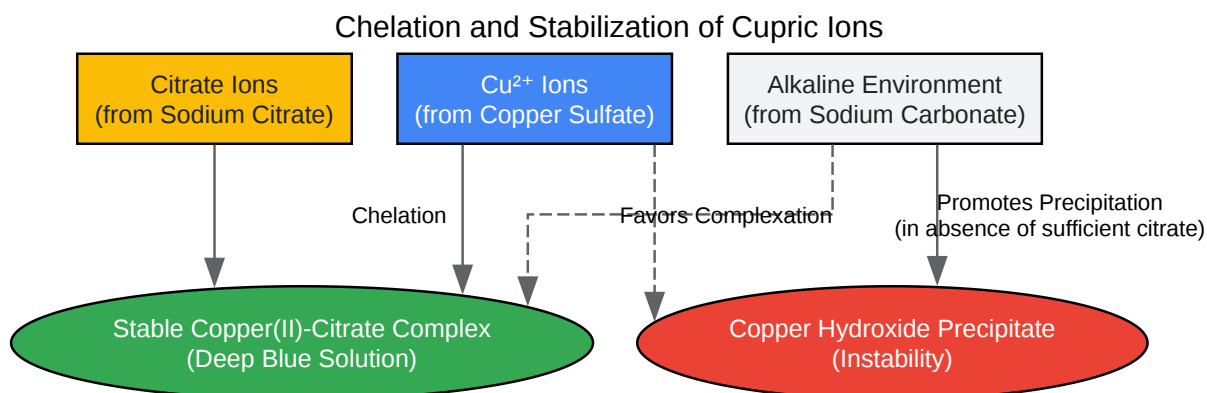 Chelation and Stabilization of Cupric Ions
Citrate Ions
(from Sodium Citrate)
Cu²⁺ Ions
(from Copper Sulfate)
Alkaline Environment
(from Sodium Carbonate)
Chelation
Favors Complexation
Promotes Precipitation
(in absence of sufficient citrate)
Stable Copper(II)-Citrate Complex
(Deep Blue Solution)
Copper Hydroxide Precipitate
(Instability)